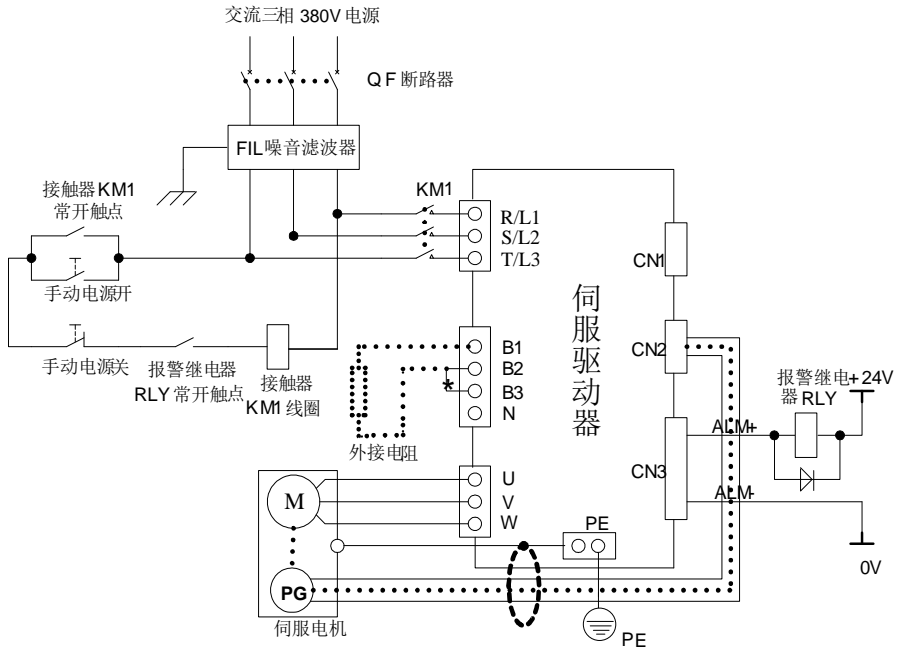 交流三相 380V 电源
QF 断路器
FIL噪音滤波器
接触器KM1
常开触点
KM1
R/L1
S/L2
T/L3
CN1
手动电源开
伺服驱动器
手动电源关
报警继电器
RLY 常开触点
接触器
KM1 线圈
B1
B2
*
B3
N
CN2
外接电阻
报警继电
器RLY
+24V
ALM+
CN3
ALM-
U
V
W
M
PE
0V
PG
伺服电机
PE